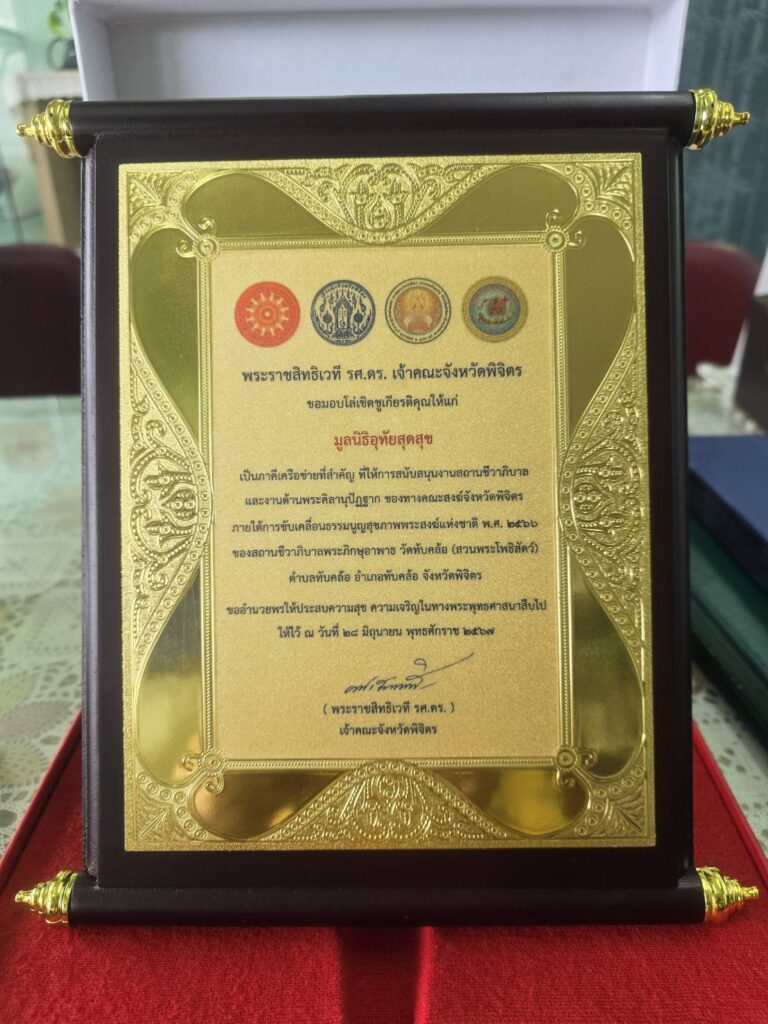 พระราชสิทธิเวที รศ.ดร. เจ้าคณะจังหวัดพิจิตร
ขอมอบโล่เชิดชูเกียรติคุณให้แก่
มูลนิธิอุทัยสุดสุข
เป็นภาคีเครือข่ายที่สำคัญ ที่ให้การสนับสนุนงานสถานชีวาภิบาล
และงานด้านพระคิลานุปัฏฐาก ของทางคณะสงฆ์จังหวัดพิจิตร
ภายใต้การขับเคลื่อนธรรมนูญสุขภาพพระสงฆ์แห่งชาติ พ.ศ. ๒๕๖๖
ของสถานชีวาภิบาลพระภิกษุอาพาธ วัดทับคล้อ (สวนพระโพธิสัตว์)
ตำบลทับคล้อ อำเภอทับคล้อ จังหวัดพิจิตร
ขออำนวยพรให้ประสบความสุข ความเจริญในทางพระพุทธศาสนาสืบไป
ให้ไว้ ณ วันที่ ๒๘ มิถุนายน พุทธศักราช ๒๕๖๗
( พระราชสิทธิเวที รศ.ดร. )
เจ้าคณะจังหวัดพิจิตร